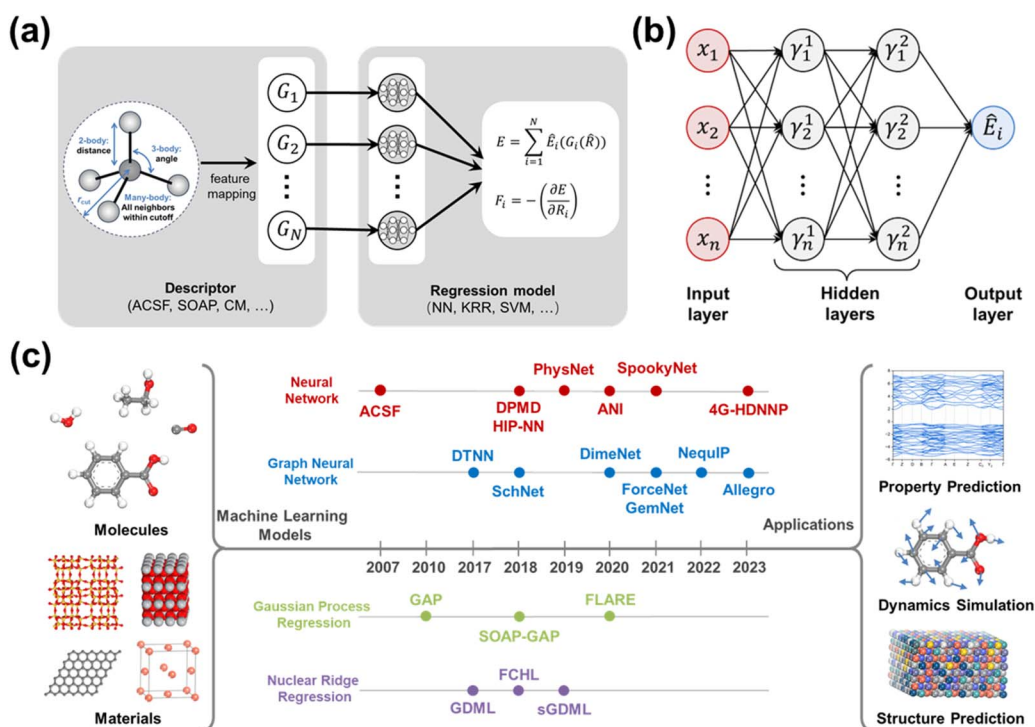 (a)
2-body:
distance
3-body:
angle
r_cut
Many-body:
All neighbors
within cutoff
feature
mapping
G_1
G_2
⋮
G_N
⋮
E = \sum_{i=1}^{N} Ê_i(G_i(R̂))
F_i = −(∂E/∂R_i)
Descriptor
(ACSF, SOAP, CM, …)
Regression model
(NN, KRR, SVM, …)
(b)
x_1 γ_1^1 γ_1^2
x_2 γ_2^1 γ_2^2 Ê_i
⋮ ⋮ ⋮
x_n γ_n^1 γ_n^2
Input
layer
Hidden
layers
Output
layer
(c)
Molecules
Materials
Machine Learning
Models
Applications
Neural
Network
ACSF
DPMD
HIP-NN
PhysNet
ANI
SpookyNet
4G-HDNNP
Graph Neural
Network
DTNN
SchNet
DimeNet
ForceNet
GemNet
NequIP
Allegro
2007 2010 2017 2018 2019 2020 2021 2022 2023
Gaussian Process
Regression
GAP
SOAP-GAP
FLARE
Nuclear Ridge
Regression
GDML
FCHL
sGDML
Property Prediction
Dynamics Simulation
Structure Prediction